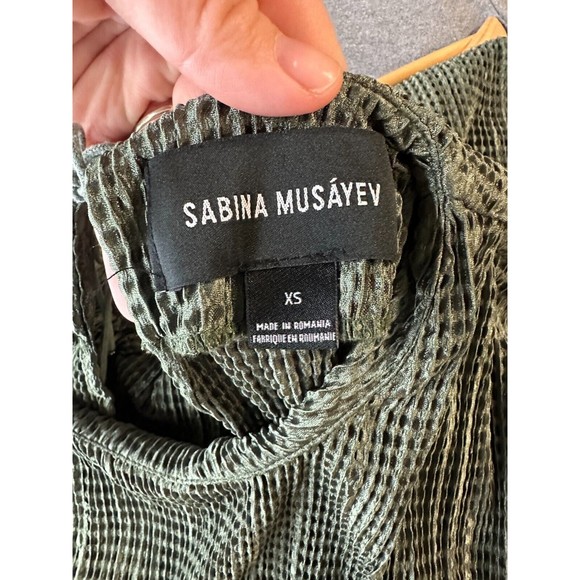 SABINA MUSÁYEV
XS
MADE IN ROMANIA
FABRIQUE EN ROUMANIE